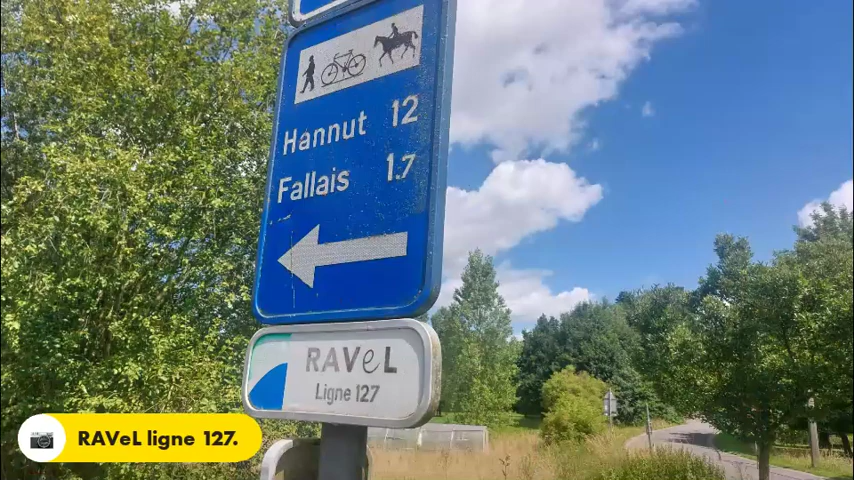 Hannut 12
Fallais 1.7
RAVeL
Ligne 127
RAVeL ligne 127.